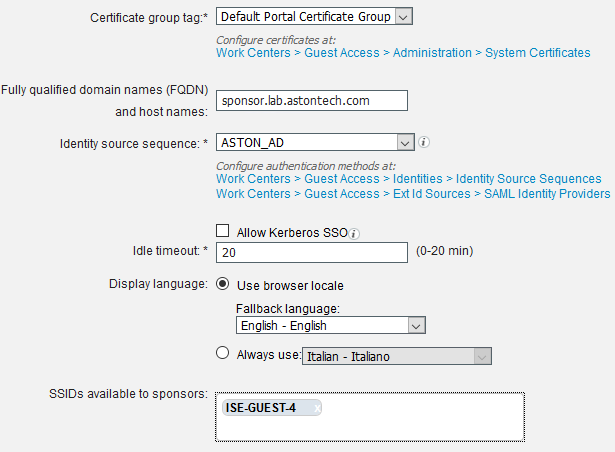 Certificate group tag:* Default Portal Certificate Group
Configure certificates at:
Work Centers > Guest Access > Administration > System Certificates
Fully qualified domain names (FQDN)
and host names: sponsor.lab.astontech.com
Identity source sequence: * ASTON_AD
Configure authentication methods at:
Work Centers > Guest Access > Identities > Identity Source Sequences
Work Centers > Guest Access > Ext Id Sources > SAML Identity Providers
Allow Kerberos SSO
Idle timeout: * 20 (0-20 min)
Display language: Use browser locale
Fallback language:
English - English
Always use: Italian - Italiano
SSIDs available to sponsors:
ISE-GUEST-4 x